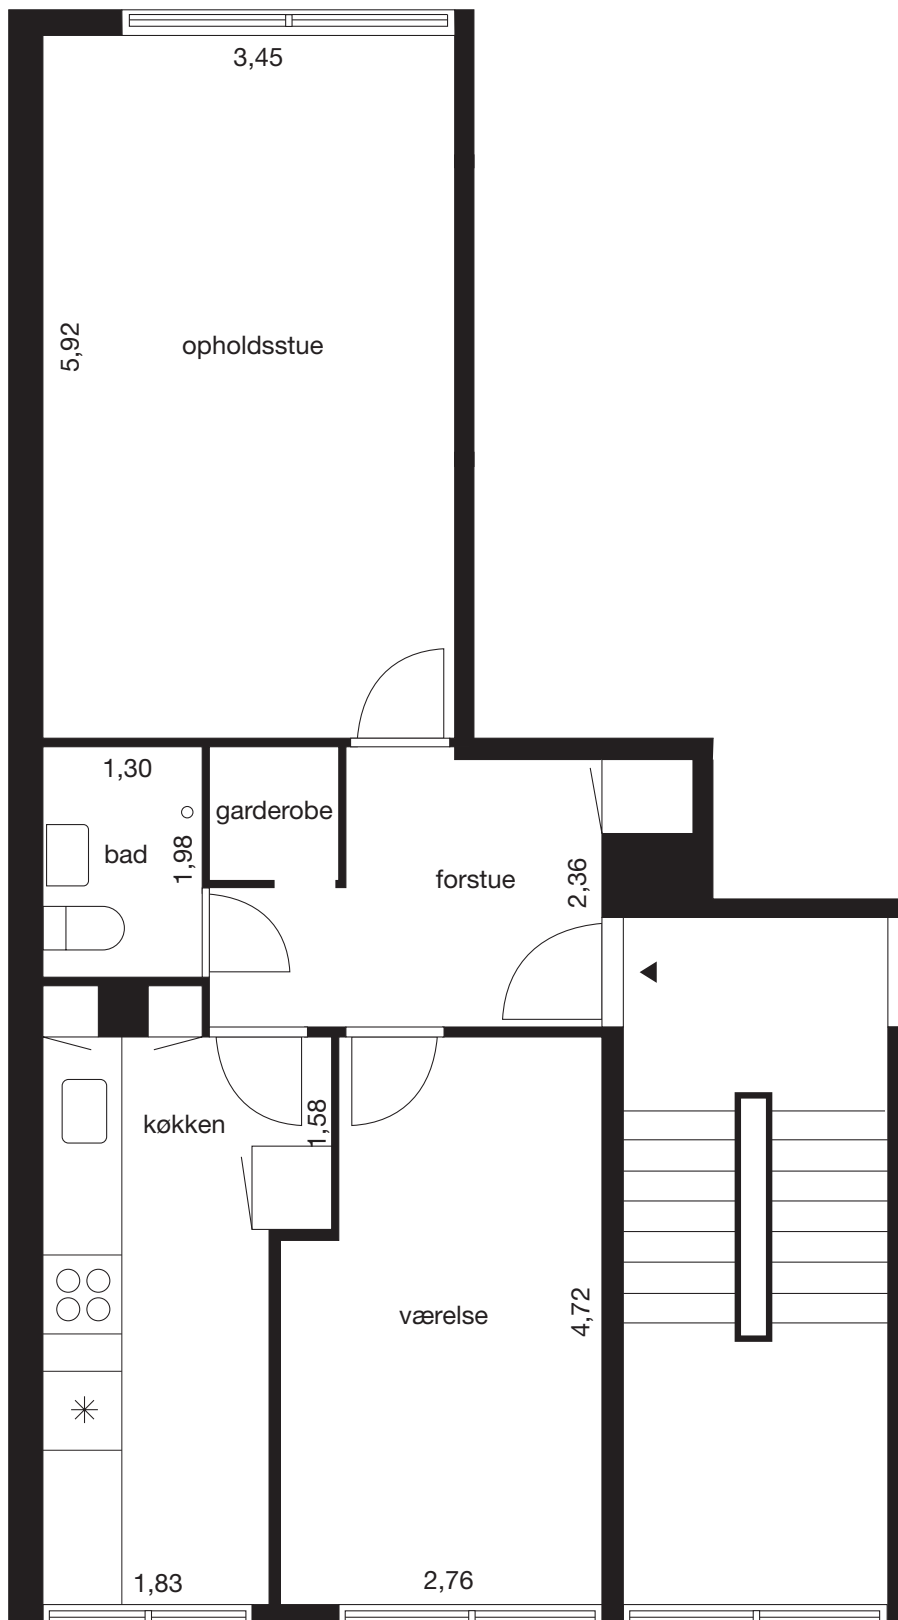 3,45
5,92
opholdsstue
1,30
garderobe
bad
1,98
forstue
2,36
køkken
1,58
værelse
4,72
1,83
2,76